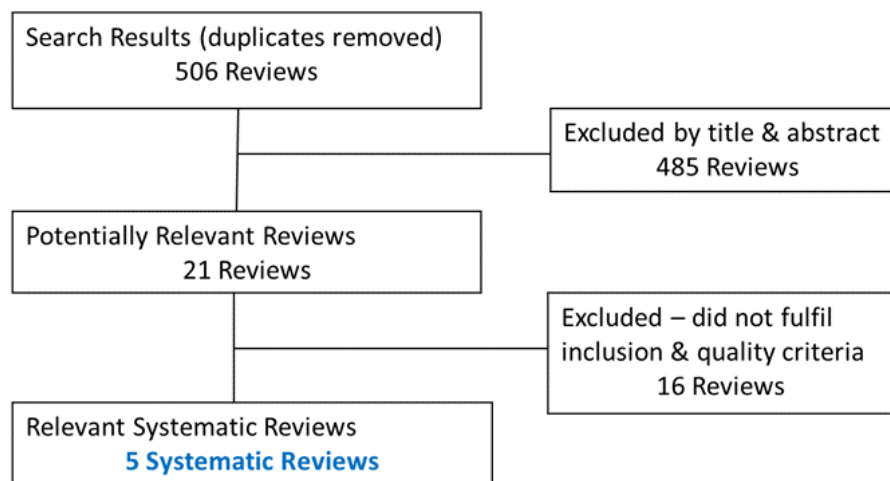 Search Results (duplicates removed)
506 Reviews
Excluded by title & abstract
485 Reviews
Potentially Relevant Reviews
21 Reviews
Excluded – did not fulfil
inclusion & quality criteria
16 Reviews
Relevant Systematic Reviews
5 Systematic Reviews